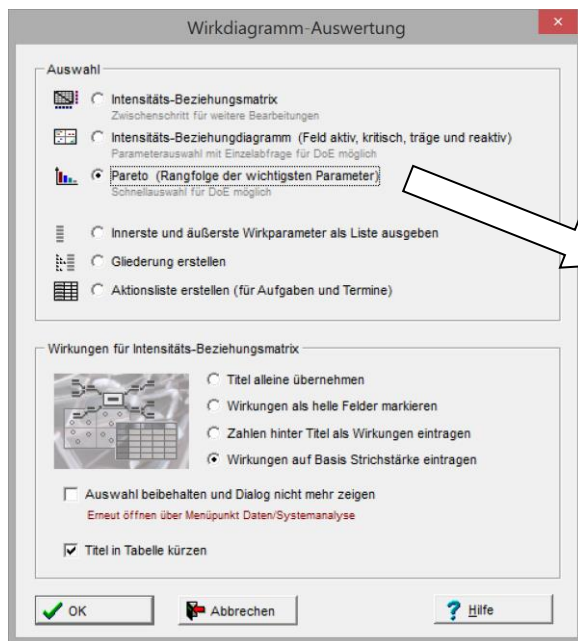 Wirkdiagramm-Auswertung
Auswahl
Intensitäts-Beziehungsmatrix
Zwischenschritt für weitere Bearbeitungen
Intensitäts-Beziehungdiagramm (Feld aktiv, kritisch, träge und reaktiv)
Parameterauswahl mit Einzelabfrage für DoE möglich
Pareto (Rangfolge der wichtigsten Parameter)
Schnellauswahl für DoE möglich
Innerste und äußerste Wirkparameter als Liste ausgeben
Gliederung erstellen
Aktionsliste erstellen (für Aufgaben und Termine)
Wirkungen für Intensitäts-Beziehungsmatrix
Titel alleine übernehmen
Wirkungen als helle Felder markieren
Zahlen hinter Titel als Wirkungen eintragen
Wirkungen auf Basis Strichstärke eintragen
Auswahl beibehalten und Dialog nicht mehr zeigen
Erneut öffnen über Menüpunkt Daten/Systemanalyse
Titel in Tabelle kürzen
OK
Abbrechen
Hilfe